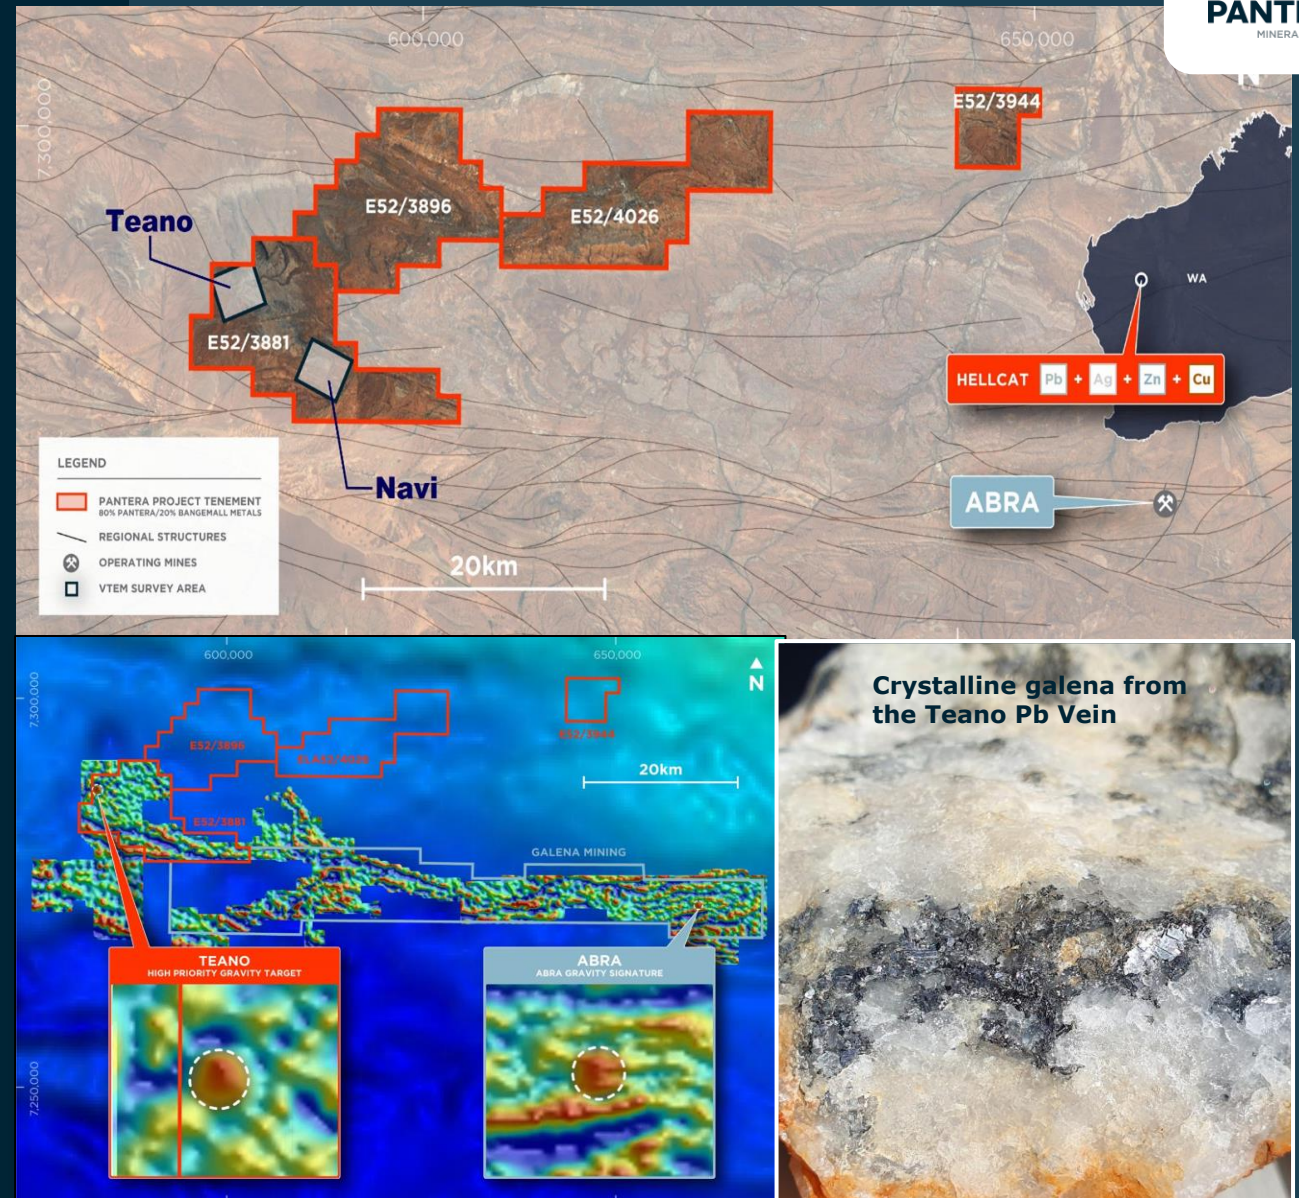 PANTE
MINERA
600,000
650,000
N
7,300,000
E52/3944
E52/3896
E52/4026
Teano
E52/3881
WA
HELLCAT Pb + Ag + Zn + Cu
ABRA
Navi
20km
LEGEND
PANTERA PROJECT TENEMENT
80% PANTERA/20% BANGEMALL METALS
REGIONAL STRUCTURES
OPERATING MINES
VTEM SURVEY AREA
600,000
650,000
N
7,300,000
E52/3896
ELA52/4026
E52/3944
20km
E52/3881
GALENA MINING
TEANO
HIGH PRIORITY GRAVITY TARGET
ABRA
ABRA GRAVITY SIGNATURE
7,250,000
Crystalline galena from
the Teano Pb Vein